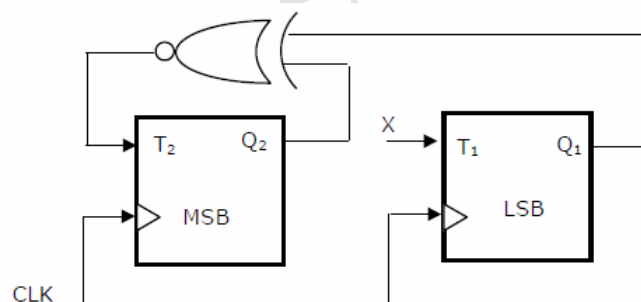 T₂ Q₂
MSB
X
T₁ Q₁
LSB
CLK